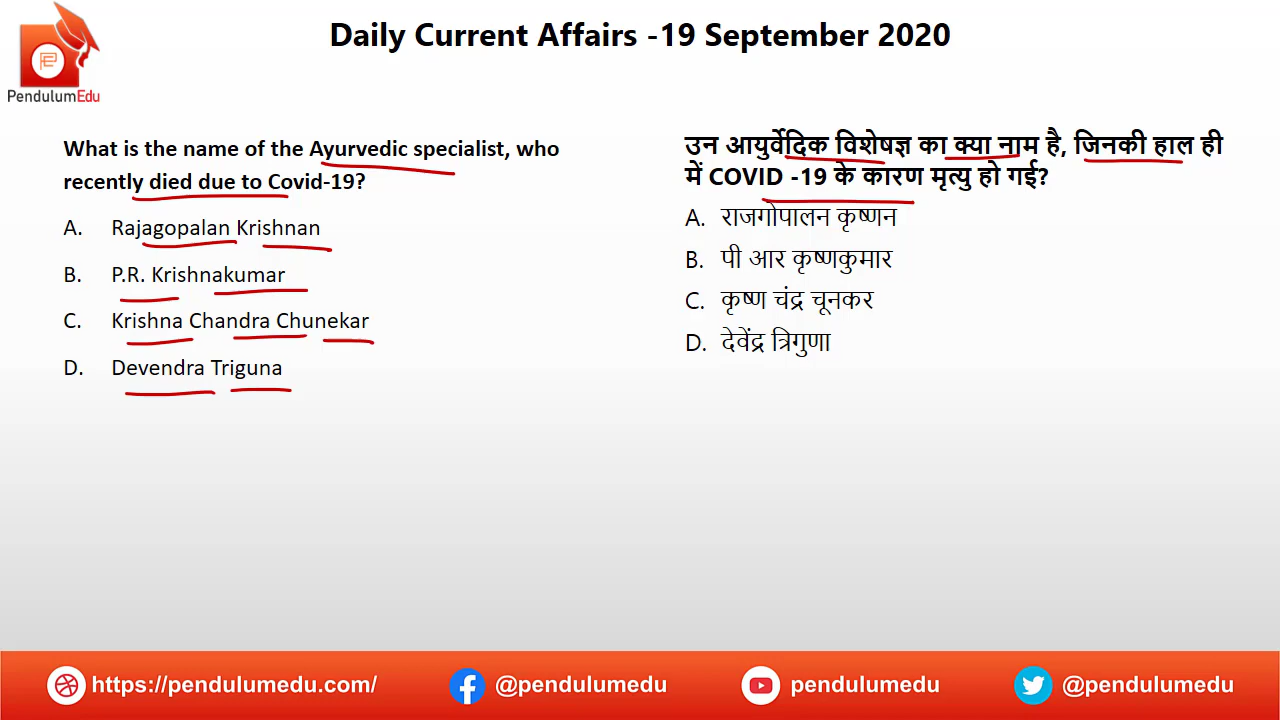 Daily Current Affairs -19 September 2020
PendulumEdu
What is the name of the Ayurvedic specialist, who
recently died due to Covid-19?
A. Rajagopalan Krishnan
B. P.R. Krishnakumar
C. Krishna Chandra Chunekar
D. Devendra Triguna
उन आयुर्वेदिक विशेषज्ञ का क्या नाम है, जिनकी हाल ही
में COVID -19 के कारण मृत्यु हो गई?
A. राजगोपालन कृष्णन
B. पी आर कृष्णकुमार
C. कृष्ण चंद्र चूनकर
D. देवेंद्र त्रिगुणा
https://pendulumedu.com/ @pendulumedu pendulumedu @pendulumedu